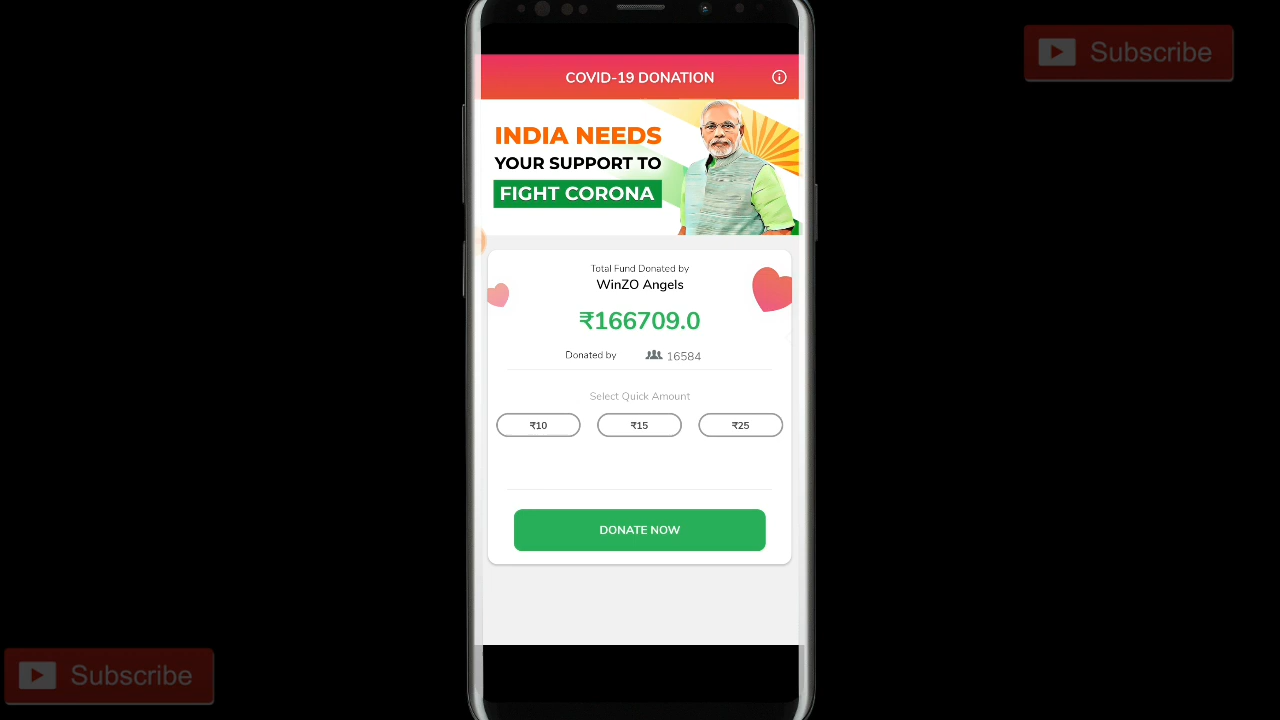 Subscribe
COVID-19 DONATION
INDIA NEEDS
YOUR SUPPORT TO
FIGHT CORONA
Total Fund Donated by
WinZO Angels
₹166709.0
Donated by 16584
Select Quick Amount
₹10 ₹15 ₹25
DONATE NOW
Subscribe